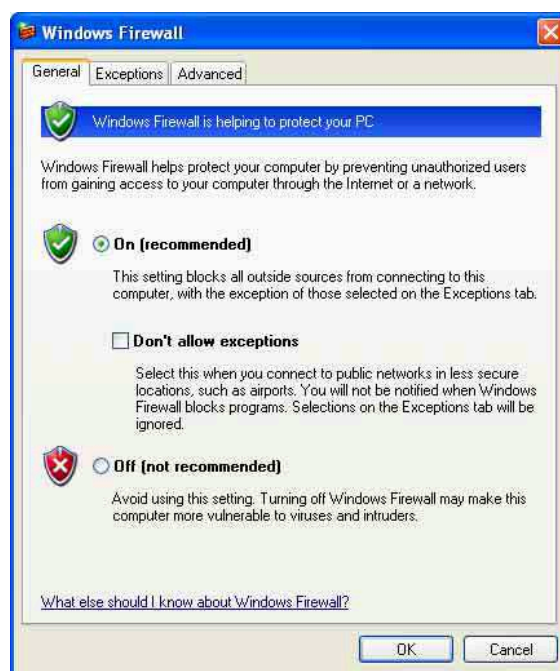 Windows Firewall
General Exceptions Advanced
Windows Firewall is helping to protect your PC
Windows Firewall helps protect your computer by preventing unauthorized users
from gaining access to your computer through the Internet or a network.
On (recommended)
This setting blocks all outside sources from connecting to this
computer, with the exception of those selected on the Exceptions tab.
Don't allow exceptions
Select this when you connect to public networks in less secure
locations, such as airports. You will not be notified when Windows
Firewall blocks programs. Selections on the Exceptions tab will be
ignored.
Off (not recommended)
Avoid using this setting. Turning off Windows Firewall may make this
computer more vulnerable to viruses and intruders.
What else should I know about Windows Firewall?
OK Cancel